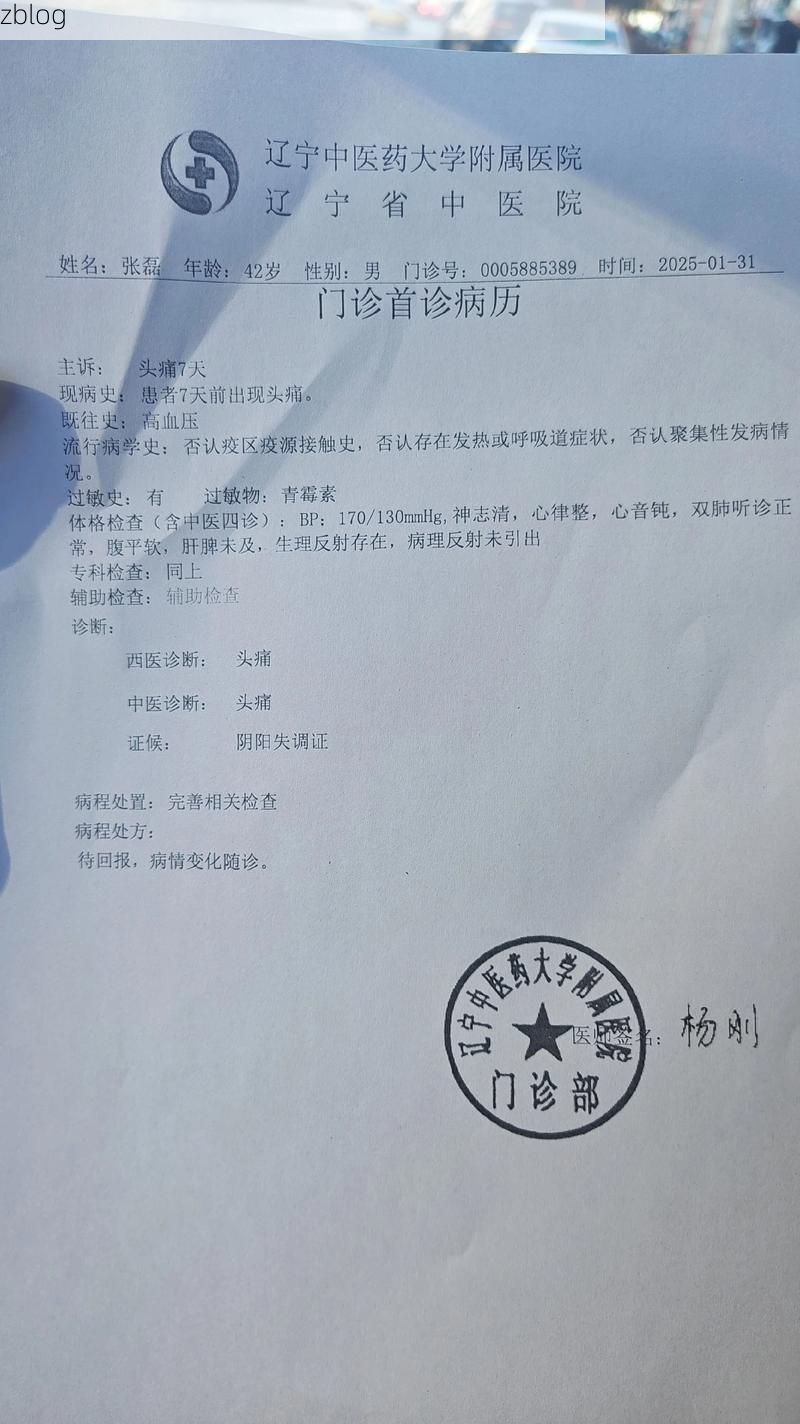 zblog
辽宁中医药大学附属医院
辽宁省中医院
姓名：张磊 年龄：42岁 性别：男 门诊号：0005885389 时间：2025-01-31
门诊首诊病历
主诉： 头痛7天
现病史：患者7天前出现头痛。
既往史：高血压
流行病学史：否认疫区疫源接触史，否认存在发热或呼吸道症状，否认聚集性发病情
况。
过敏史：有 过敏物：青霉素
体格检查（含中医四诊）：BP：170/130mmHg,神志清，心律整，心音钝，双肺听诊正
常，腹平软，肝脾未及，生理反射存在，病理反射未引出
专科检查：同上
辅助检查：辅助检查
诊断：
西医诊断： 头痛
中医诊断： 头痛
证候： 阴阳失调证
病程处置：完善相关检查
病程处方：
待回报，病情变化随诊。
辽宁中医药大学附属医院
医师签名：杨刚
门诊部